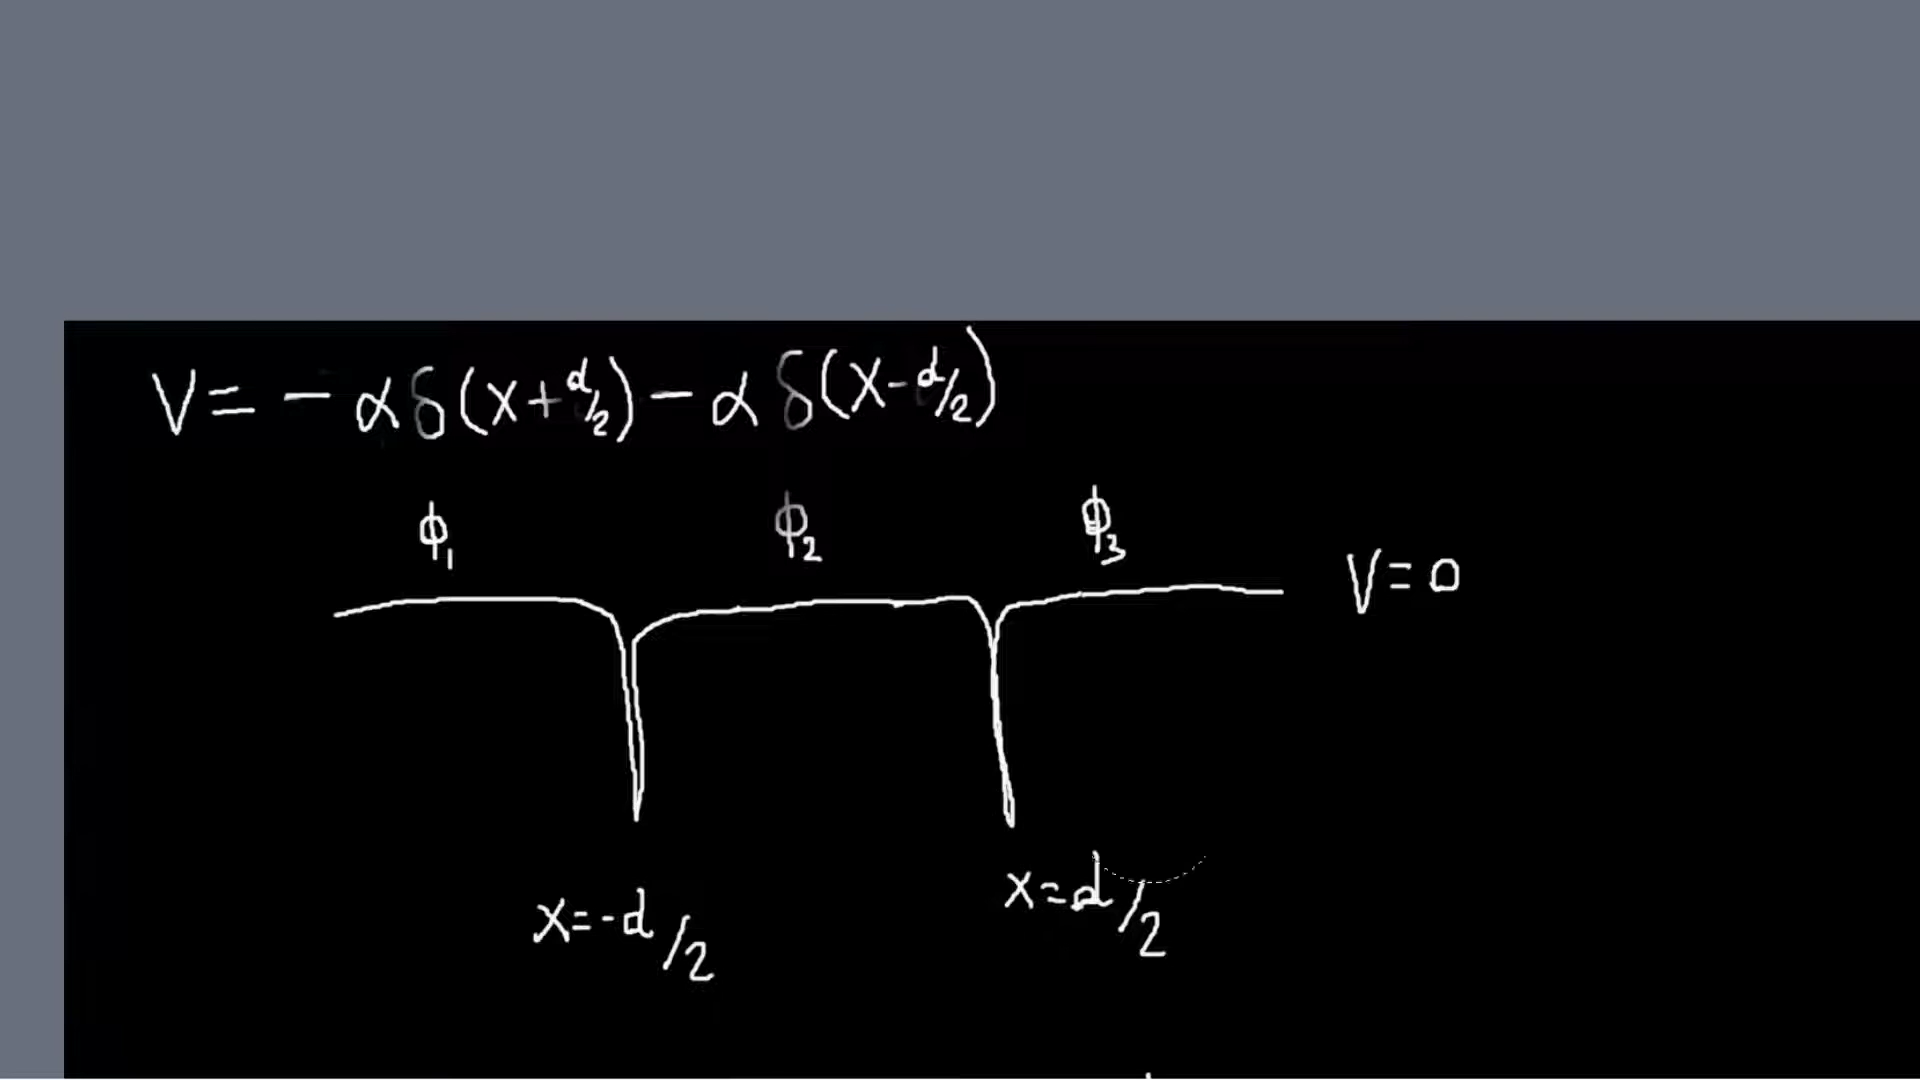 V = - αδ(x+d/2) - αδ(x-d/2)
ϕ₁ ϕ₂ ϕ₃
V=0
x=-d/2 x=d/2